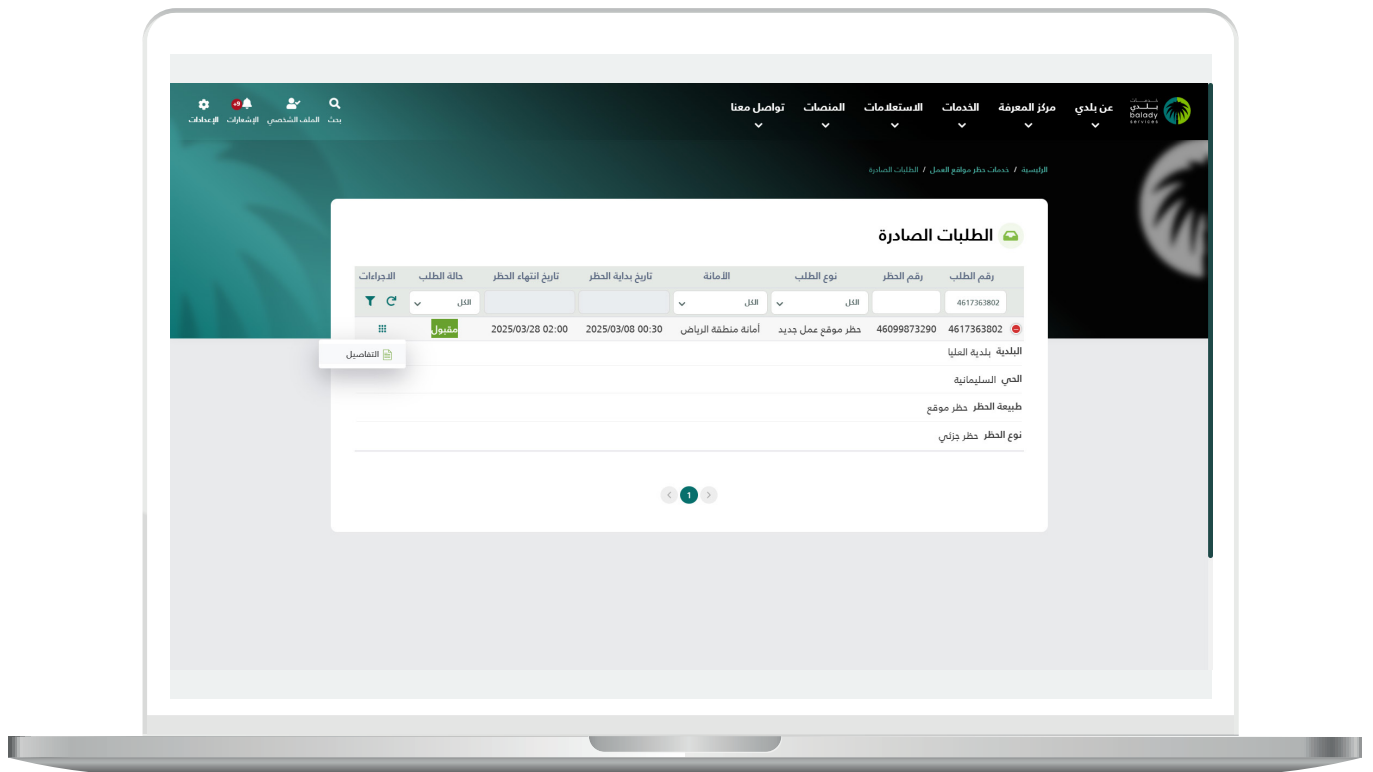 خدمات
بلدي
balady
services
عن بلدي
مركز المعرفة
الخدمات
الاستعلامات
المنصات
تواصل معنا
بحث
الملف الشخصي
+9
الإشعارات
الإعدادات
الرئيسية / خدمات حظر مواقع العمل / الطلبات الصادرة
الطلبات الصادرة
رقم الطلب رقم الحظر نوع الطلب الأمانة تاريخ بداية الحظر تاريخ انتهاء الحظر حالة الطلب الاجراءات
4617363802 الكل الكل الكل
4617363802 46099873290 حظر موقع عمل جديد أمانة منطقة الرياض 2025/03/08 00:30 2025/03/28 02:00 مقبول
التفاصيل
البلدية بلدية العليا
الحي السليمانية
طبيعة الحظر حظر موقع
نوع الحظر حظر جزئي
1